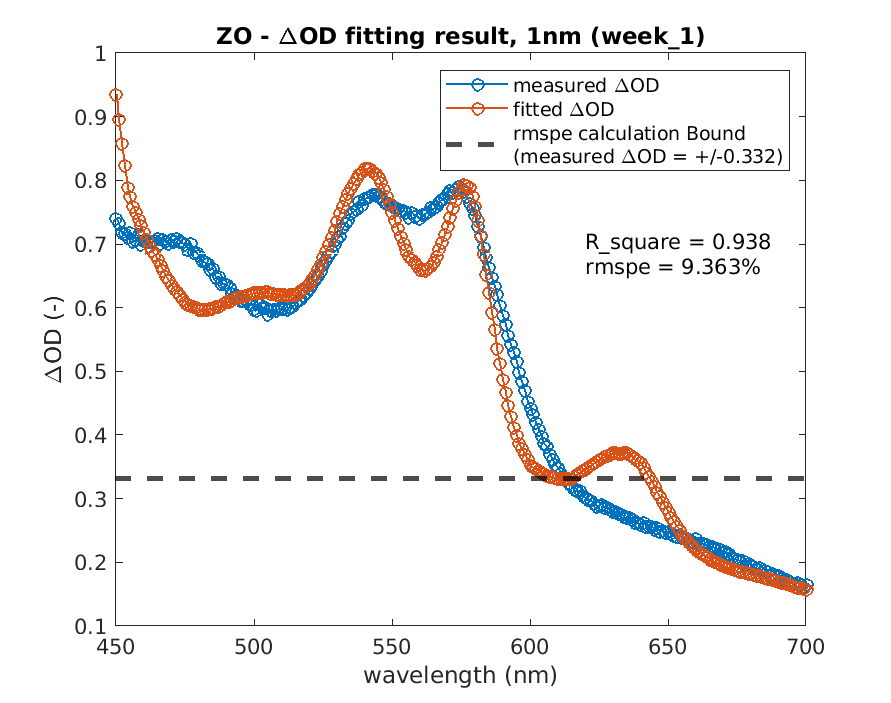 ZO - ΔOD fitting result, 1nm (week_1)
measured ΔOD
fitted ΔOD
rmspe calculation Bound
(measured ΔOD = +/-0.332)
R_square = 0.938
rmspe = 9.363%
ΔOD (-)
1
0.9
0.8
0.7
0.6
0.5
0.4
0.3
0.2
0.1
450
500
550
600
650
700
wavelength (nm)